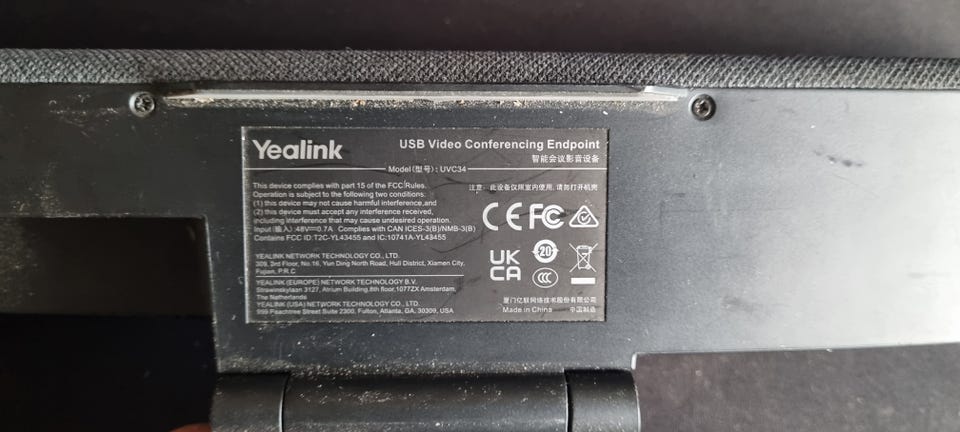 Yealink
USB Video Conferencing Endpoint
智能会议影音设备
Model(型号): UVC34
This device complies with part 15 of the FCC Rules.
Operation is subject to the following two conditions:
(1) this device may not cause harmful interference,and
(2) this device must accept any interference received,
including interference that may cause undesired operation.
Input(输入):48V⎓0.7A Complies with CAN ICES-3(B)/NMB-3(B)
Contains FCC ID:T2C-YL43455 and IC:10741A-YL43455
YEALINK NETWORK TECHNOLOGY CO., LTD.
309, 3rd Floor, No.16, Yun Ding North Road, Huli District, Xiamen City,
Fujian, P.R.C
YEALINK (EUROPE) NETWORK TECHNOLOGY B.V.
Strawinskylaan 3127, Atrium Building,8th floor,1077ZX Amsterdam,
The Netherlands
YEALINK (USA) NETWORK TECHNOLOGY CO., LTD.
999 Peachtree Street Suite 2300, Fulton, Atlanta, GA, 30309, USA
注意: 此设备仅限室内使用, 请勿打开机壳
CE FC
UK
CA
20
CCC
厦门亿联网络技术股份有限公司
Made in China 中国制造